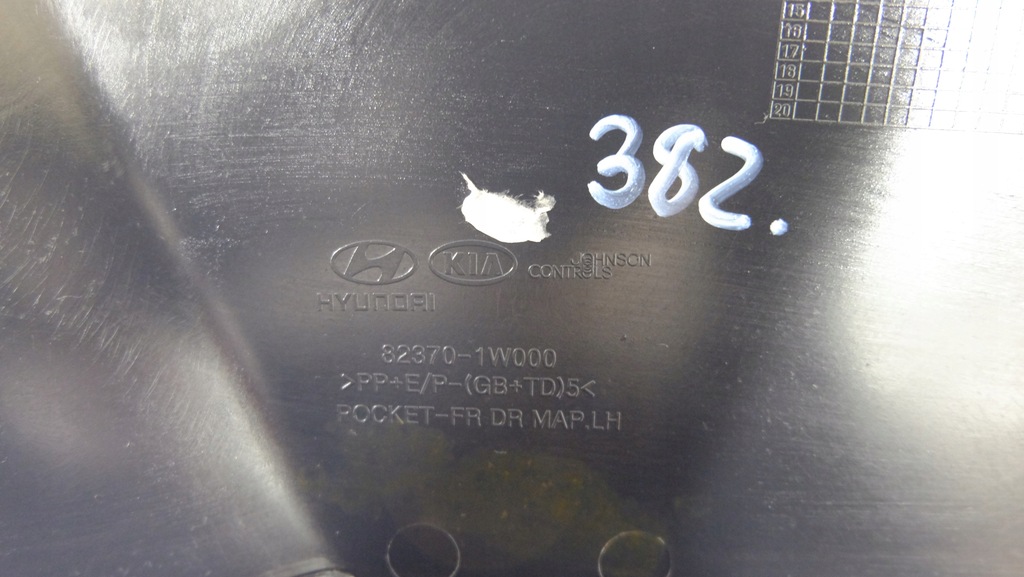 15
16
17
18
19
20
382.
KIA
JOHNSON
CONTROLS
HYUNDAI
82370-1W000
>PP+E/P-(GB+TD)5<
POCKET-FR DR MAP,LH